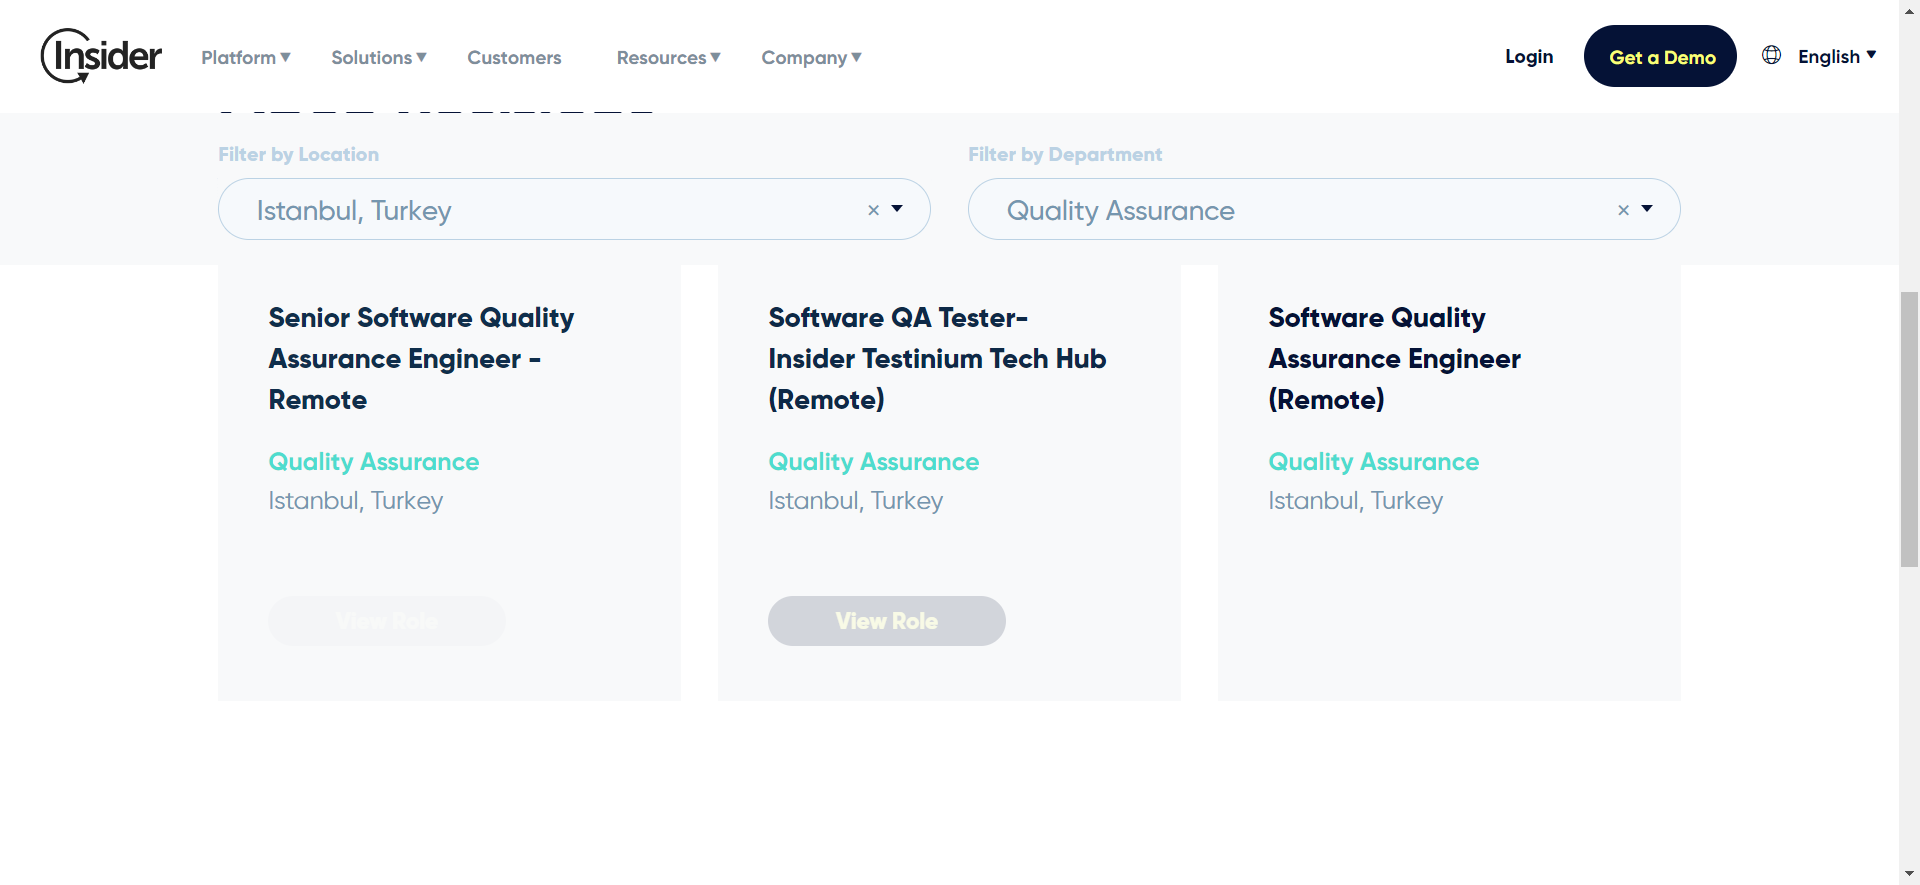 Insider
Platform ▼ Solutions ▼ Customers Resources ▼ Company ▼ Login Get a Demo English ▼
Filter by Location
Filter by Department
Istanbul, Turkey × ▼
Quality Assurance × ▼
Senior Software Quality
Assurance Engineer -
Remote
Quality Assurance
Istanbul, Turkey
View Role
Software QA Tester-
Insider Testinium Tech Hub
(Remote)
Quality Assurance
Istanbul, Turkey
View Role
Software Quality
Assurance Engineer
(Remote)
Quality Assurance
Istanbul, Turkey